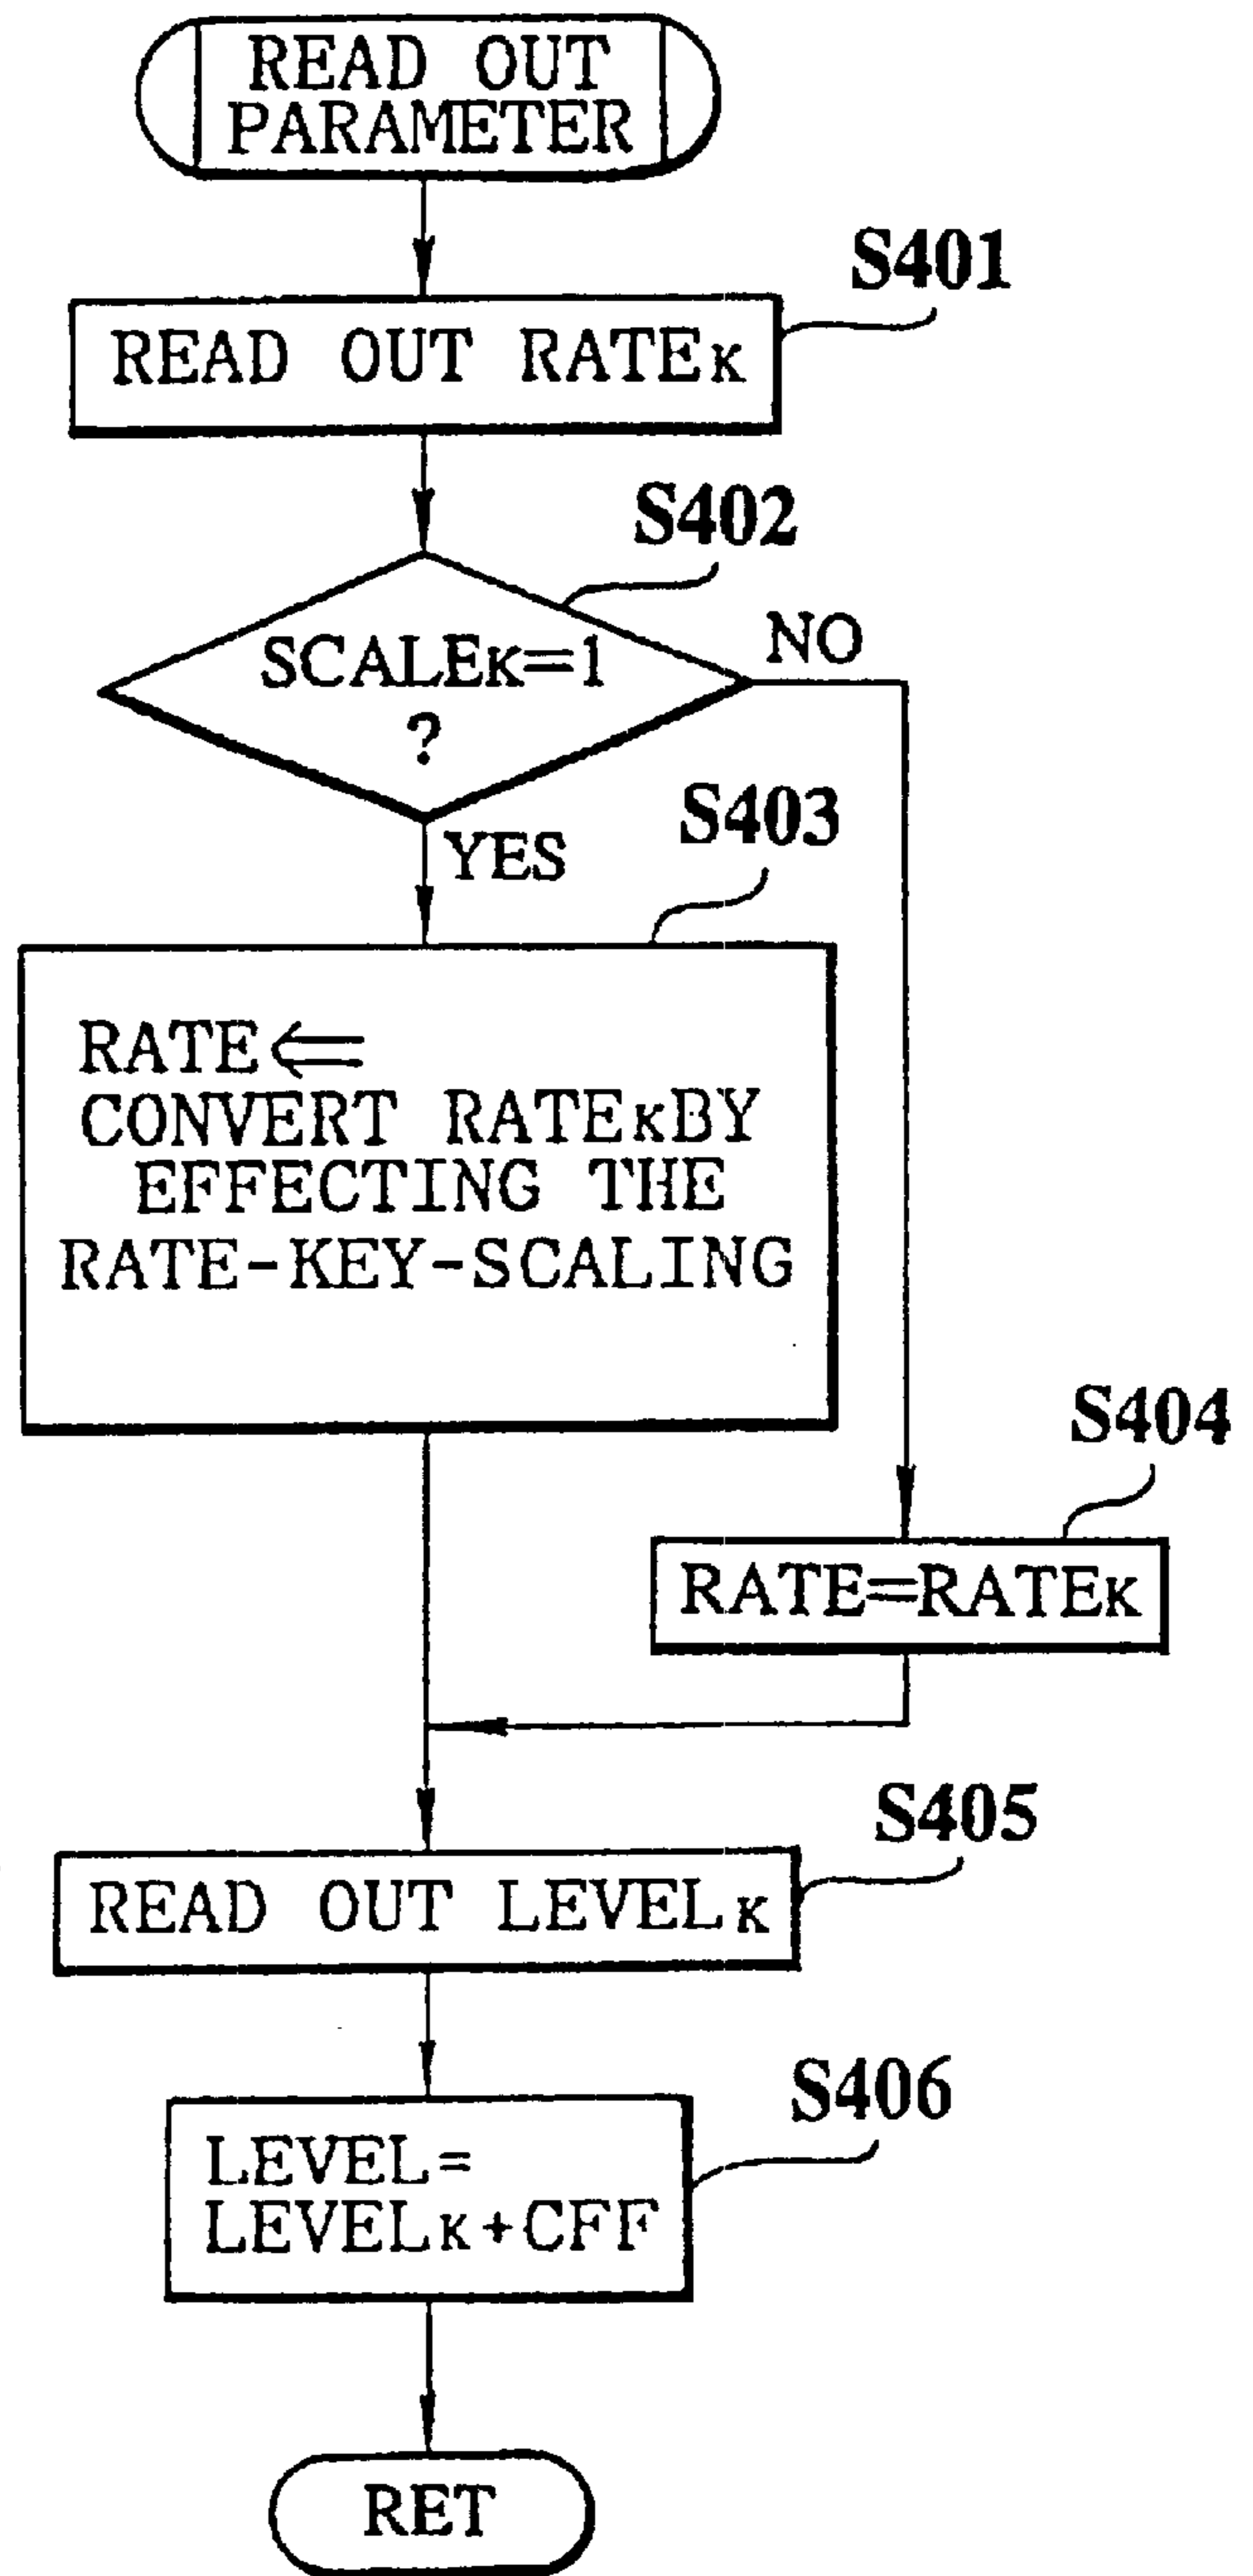 READ OUT
PARAMETER
S401
READ OUT RATEK
S402
SCALEK=1
?
NO
YES
S403
RATE⇐
CONVERT RATEKBY
EFFECTING THE
RATE-KEY-SCALING
S404
RATE=RATEK
S405
READ OUT LEVELK
S406
LEVEL=
LEVELK+CFF
RET